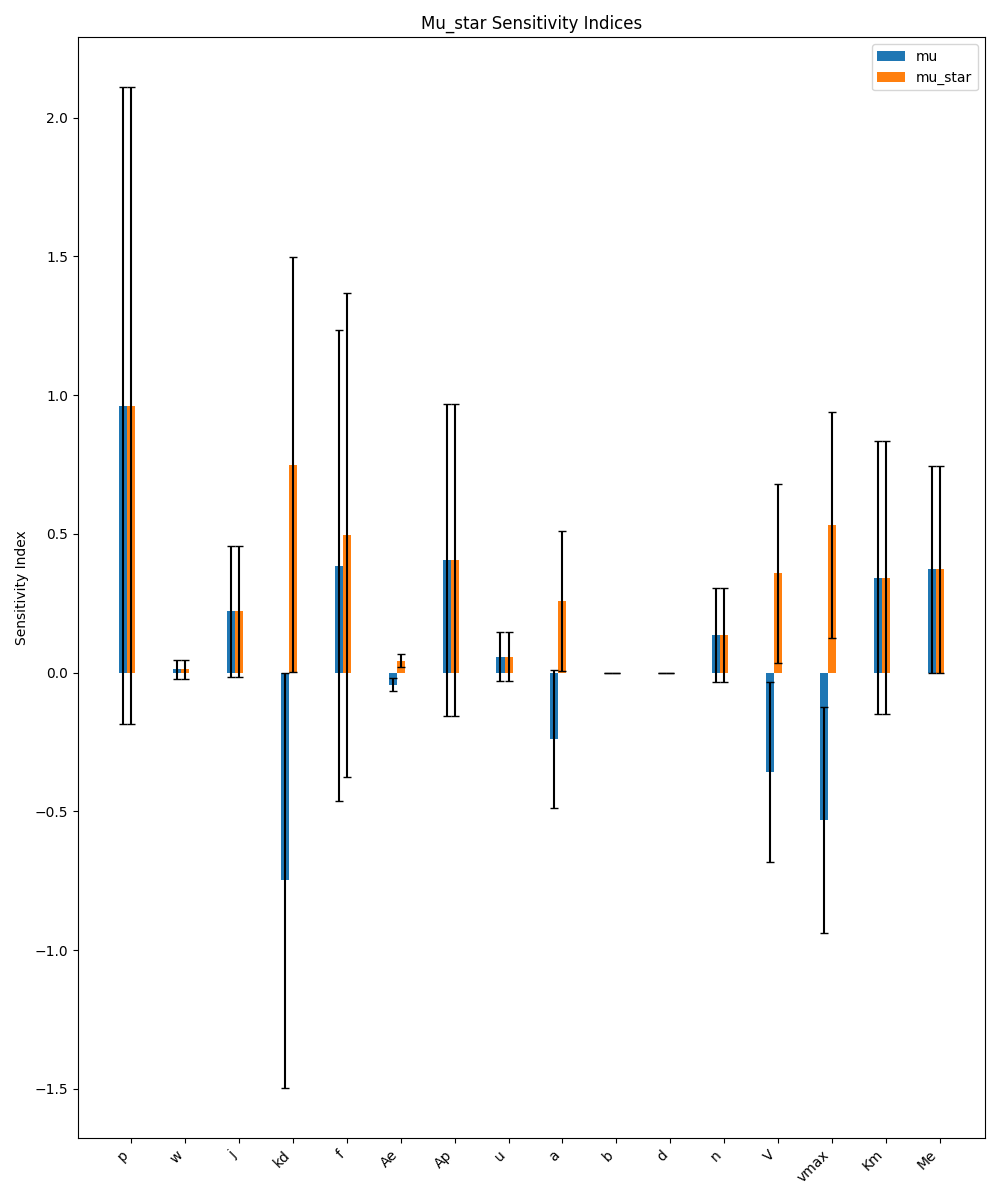 Mu_star Sensitivity Indices
mu
mu_star
Sensitivity Index
2.0
1.5
1.0
0.5
0.0
−0.5
−1.0
−1.5
p
w
j
kd
f
Ae
Ap
u
a
b
d
n
V
vmax
Km
Me